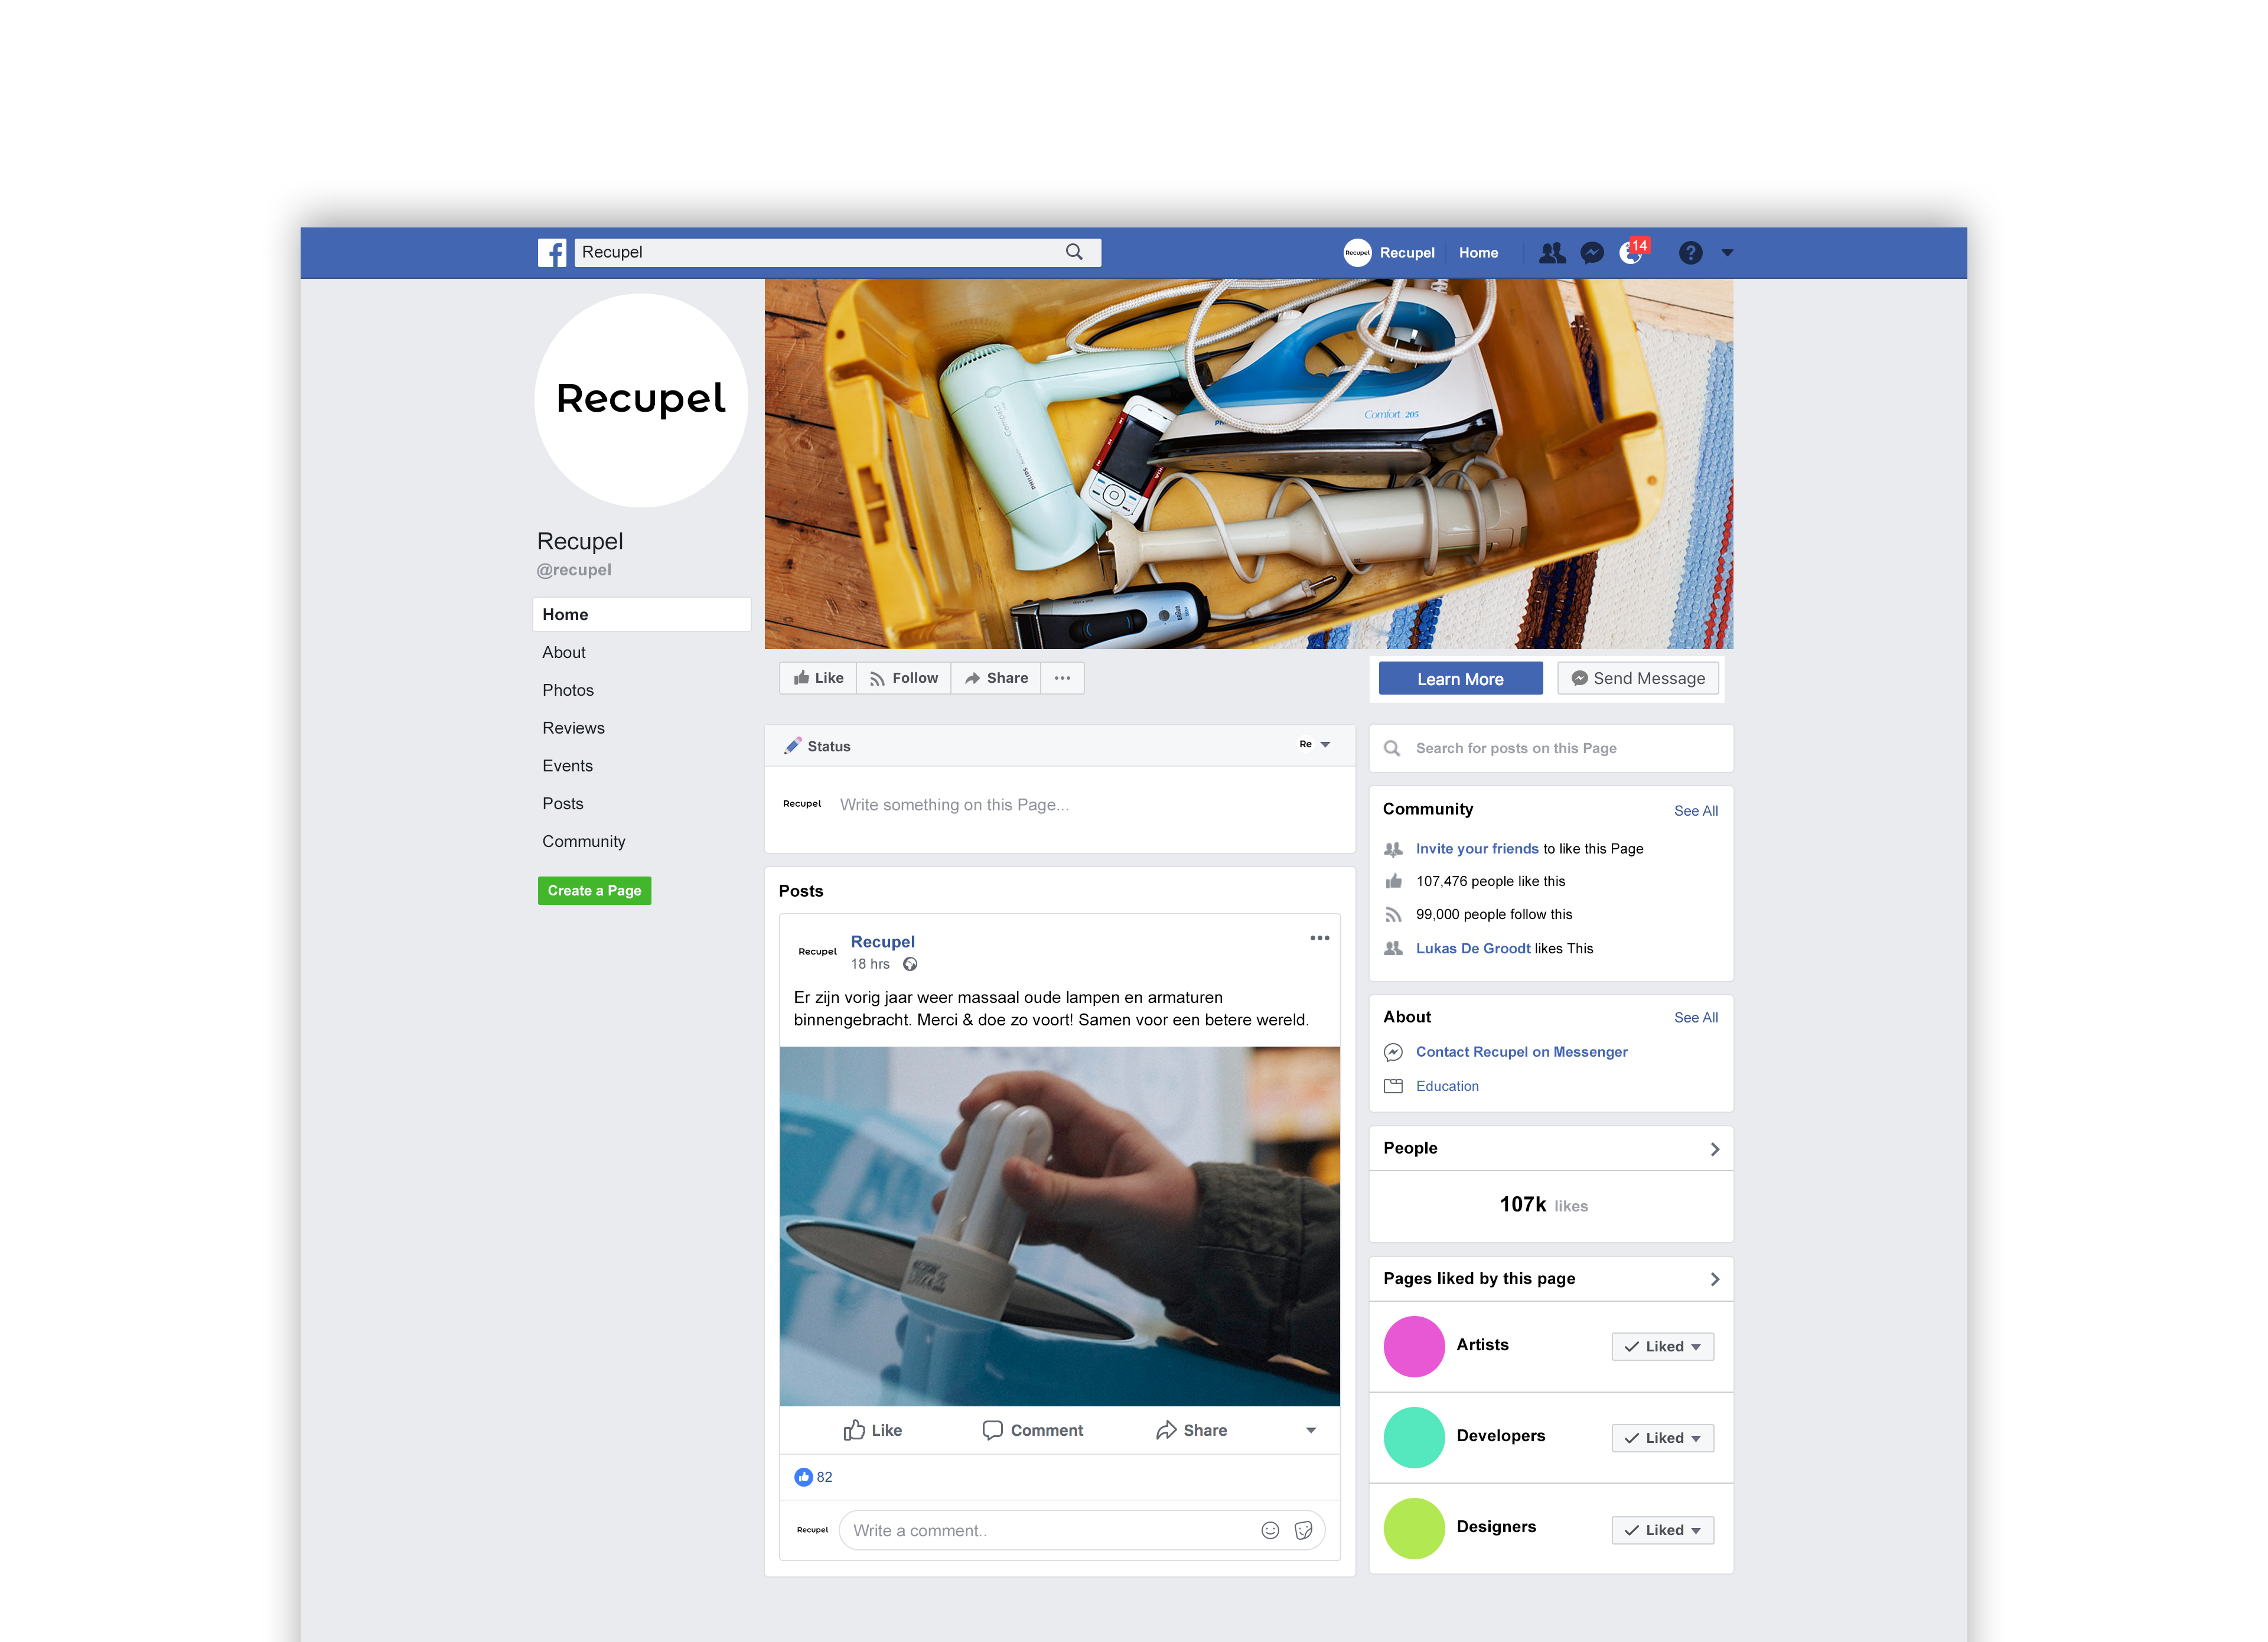 Recupel
Recupel
Recupel
Home
14
?
Recupel
Recupel
@recupel
Home
About
Photos
Reviews
Events
Posts
Community
Create a Page
Compact
PHILIPS
Comfort 205
Like
Follow
Share
Learn More
Send Message
Status
Re
Recupel
Write something on this Page...
Posts
Recupel
Recupel
18 hrs
Er zijn vorig jaar weer massaal oude lampen en armaturen
binnengebracht. Merci & doe zo voort! Samen voor een betere wereld.
Like
Comment
Share
82
Recupel
Write a comment..
Search for posts on this Page
Community
See All
Invite your friends to like this Page
107,476 people like this
99,000 people follow this
Lukas De Groodt likes This
About
See All
Contact Recupel on Messenger
Education
People
107k likes
Pages liked by this page
Artists
Liked
Developers
Liked
Designers
Liked